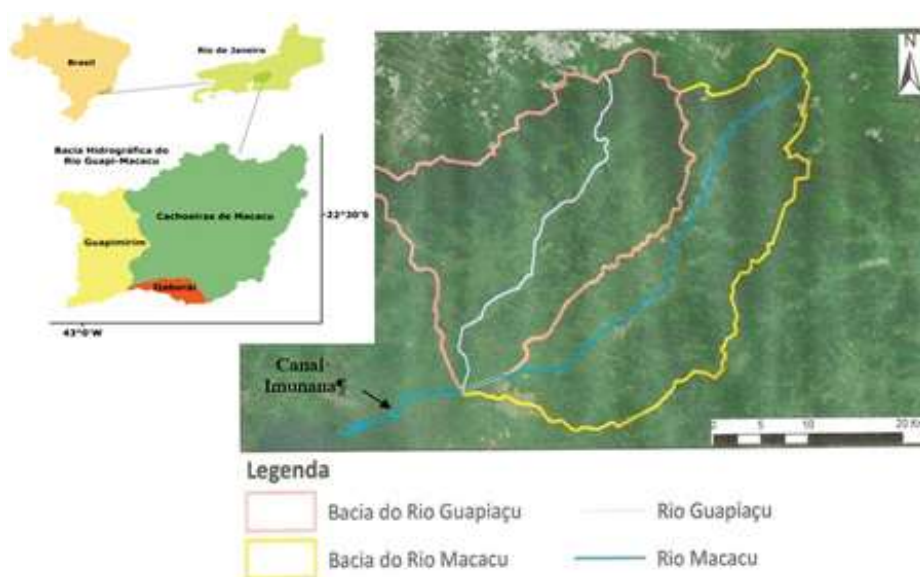 Brasil
Rio de Janeiro
Bacia Hidrográfica do
Rio Guapi-Macacu
Guapimirim
Cachoeiras de Macacu
Itaboraí
22°30'S
43°0'W
N
Canal
Imunana¶
0 5 10 20 Km
Legenda
Bacia do Rio Guapiaçu
Rio Guapiaçu
Bacia do Rio Macacu
Rio Macacu